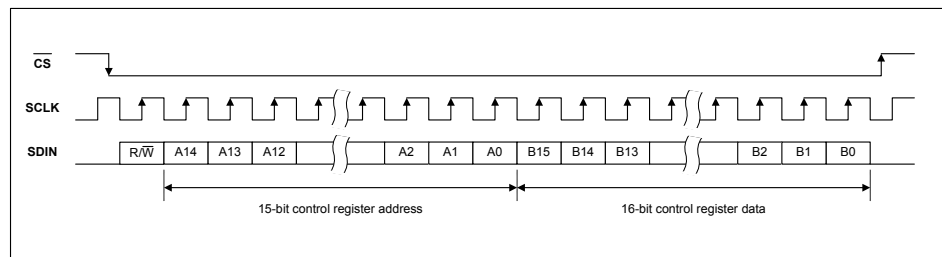 CS
SCLK
SDIN R/W A14 A13 A12 A2 A1 A0 B15 B14 B13 B2 B1 B0
15-bit control register address 16-bit control register data